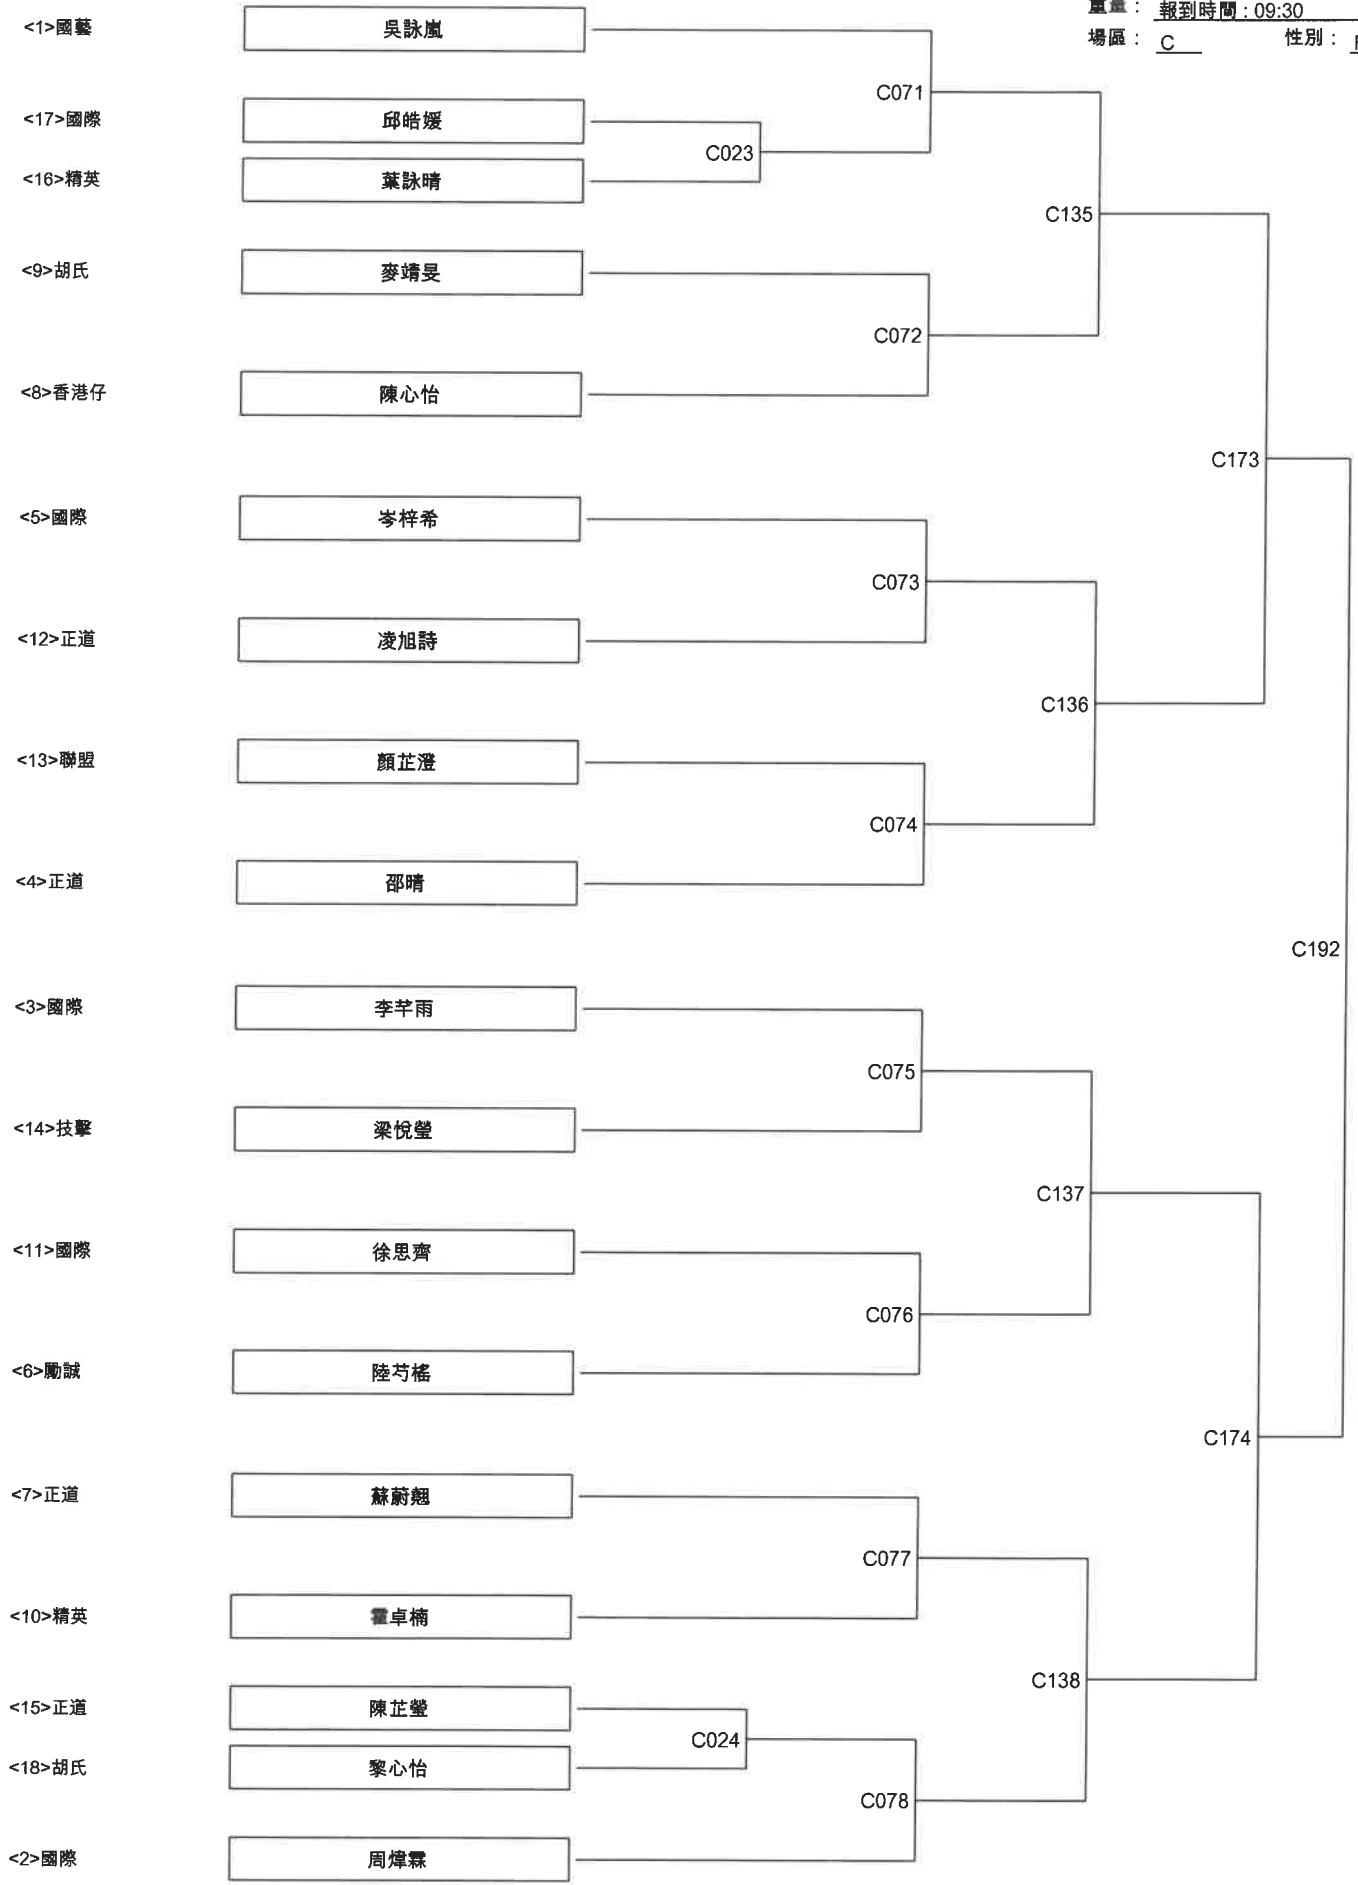 重量： 報到時間 : 09:30
場區： C 性別： F
<1>國藝 吳詠嵐
C071
<17>國際 邱皓媛
C023
<16>精英 葉詠晴
C135
<9>胡氏 麥靖旻
C072
<8>香港仔 陳心怡
C173
<5>國際 岑梓希
C073
<12>正道 凌旭詩
C136
<13>聯盟 顏芷澄
C074
<4>正道 邵晴
C192
<3>國際 李芊雨
C075
<14>技擊 梁悅瑩
C137
<11>國際 徐思齊
C076
<6>勵誠 陸芍榣
C174
<7>正道 蘇蔚翹
C077
<10>精英 霍卓楠
C138
<15>正道 陳芷瑩
C024
<18>胡氏 黎心怡
C078
<2>國際 周煒霖